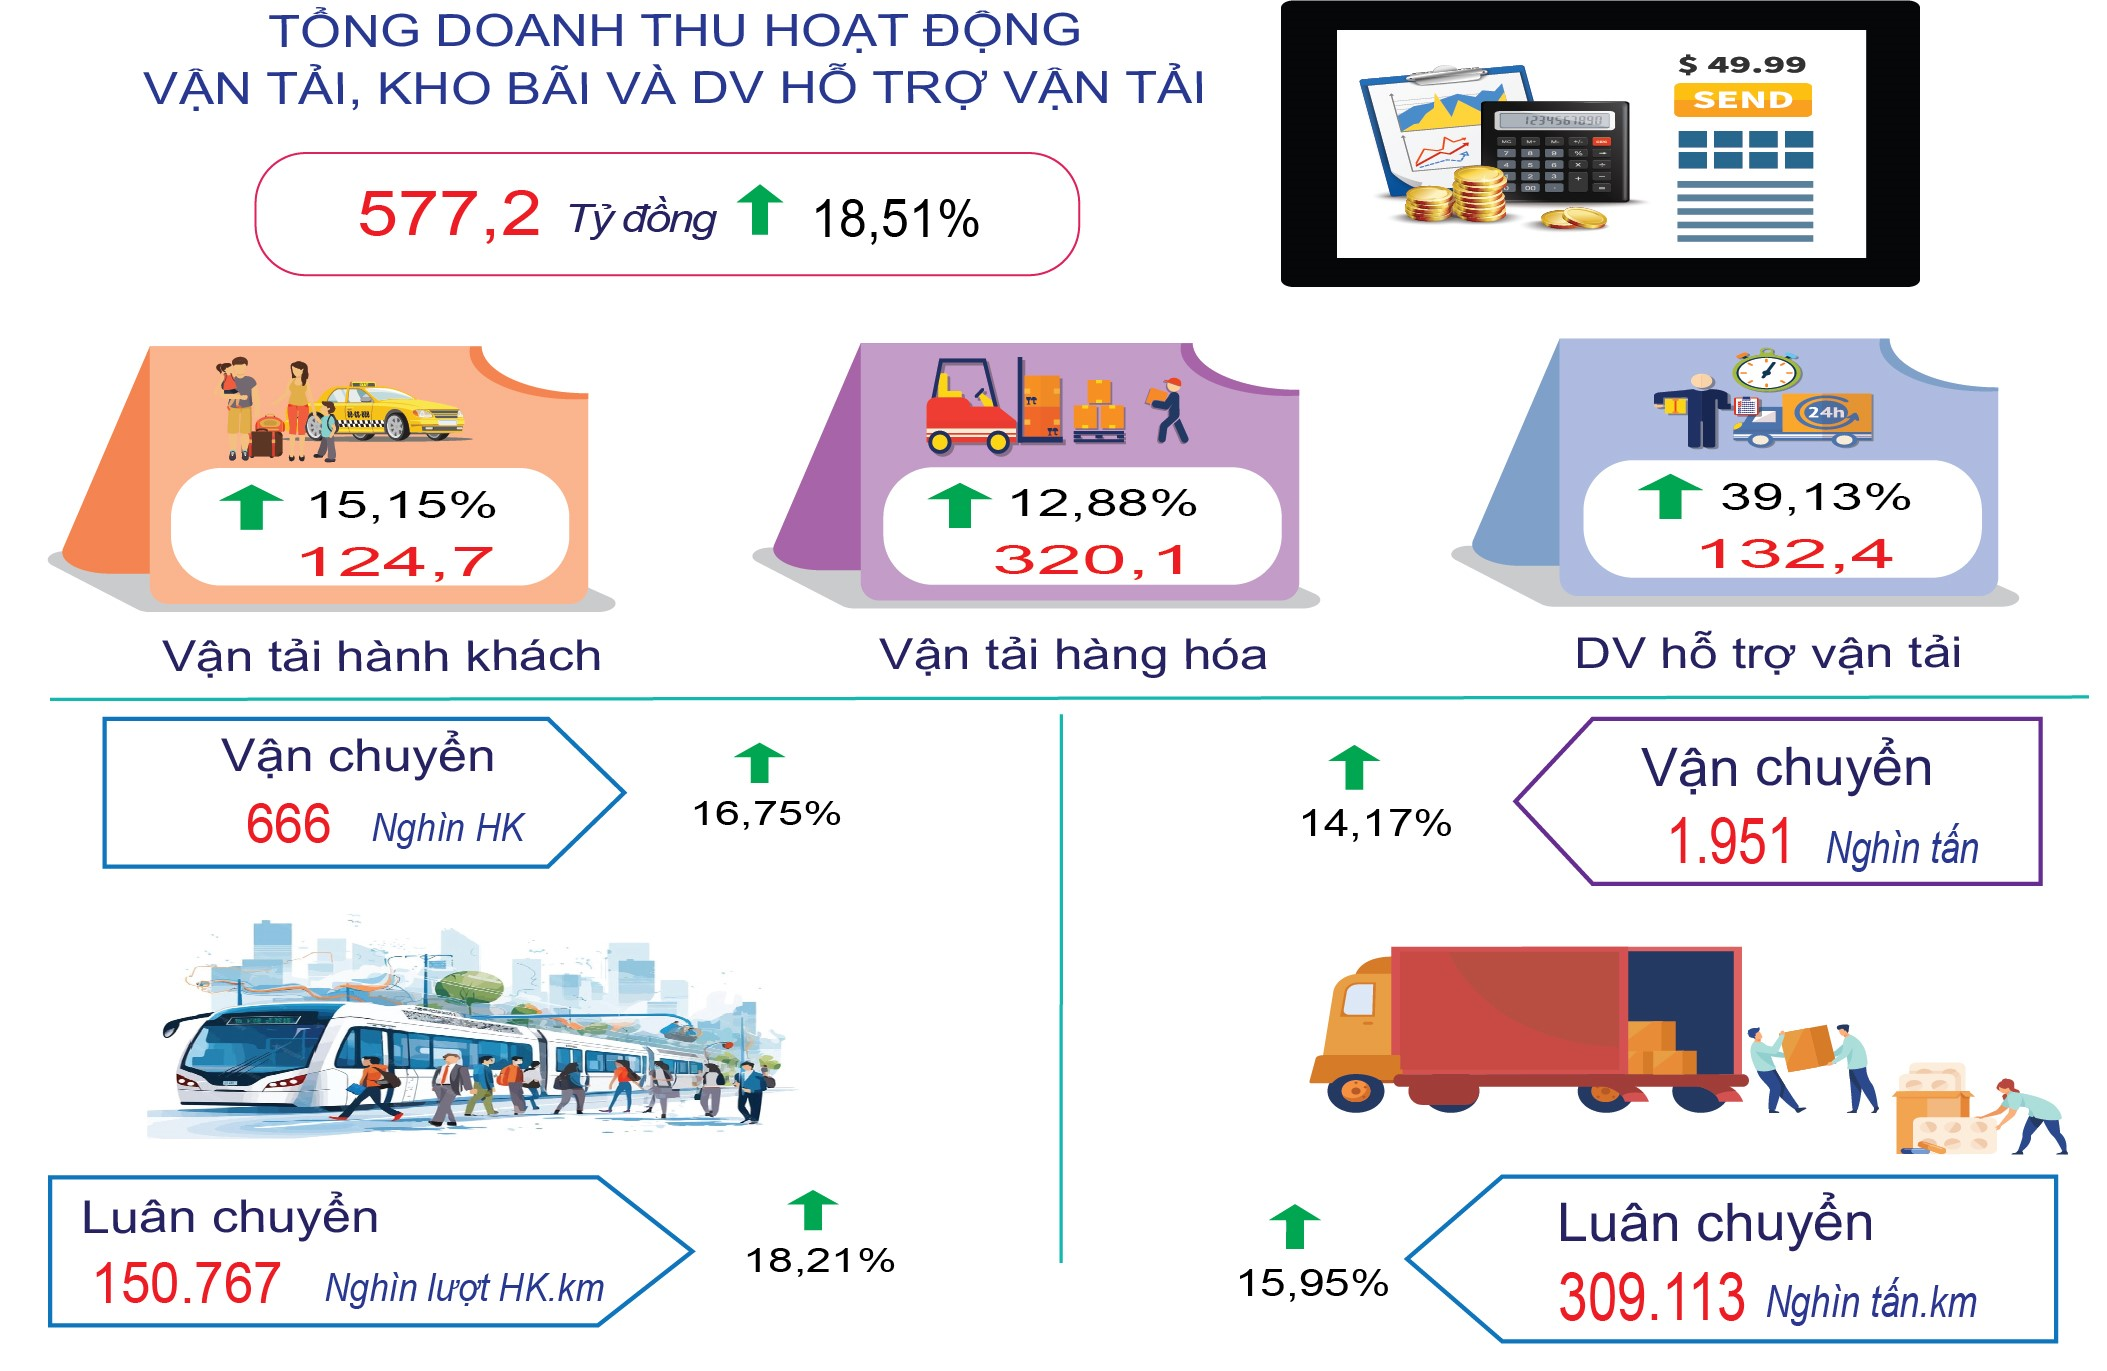 TỔNG DOANH THU HOẠT ĐỘNG
VẬN TẢI, KHO BÃI VÀ DV HỖ TRỢ VẬN TẢI
577,2 Tỷ đồng 18,51%
$ 49.99
SEND
1234567890
24h
15,15%
124,7
Vận tải hành khách
12,88%
320,1
Vận tải hàng hóa
39,13%
132,4
DV hỗ trợ vận tải
Vận chuyển
666 Nghìn HK
16,75%
14,17%
Vận chuyển
1.951 Nghìn tấn
Luân chuyển
150.767 Nghìn lượt HK.km
18,21%
15,95%
Luân chuyển
309.113 Nghìn tấn.km